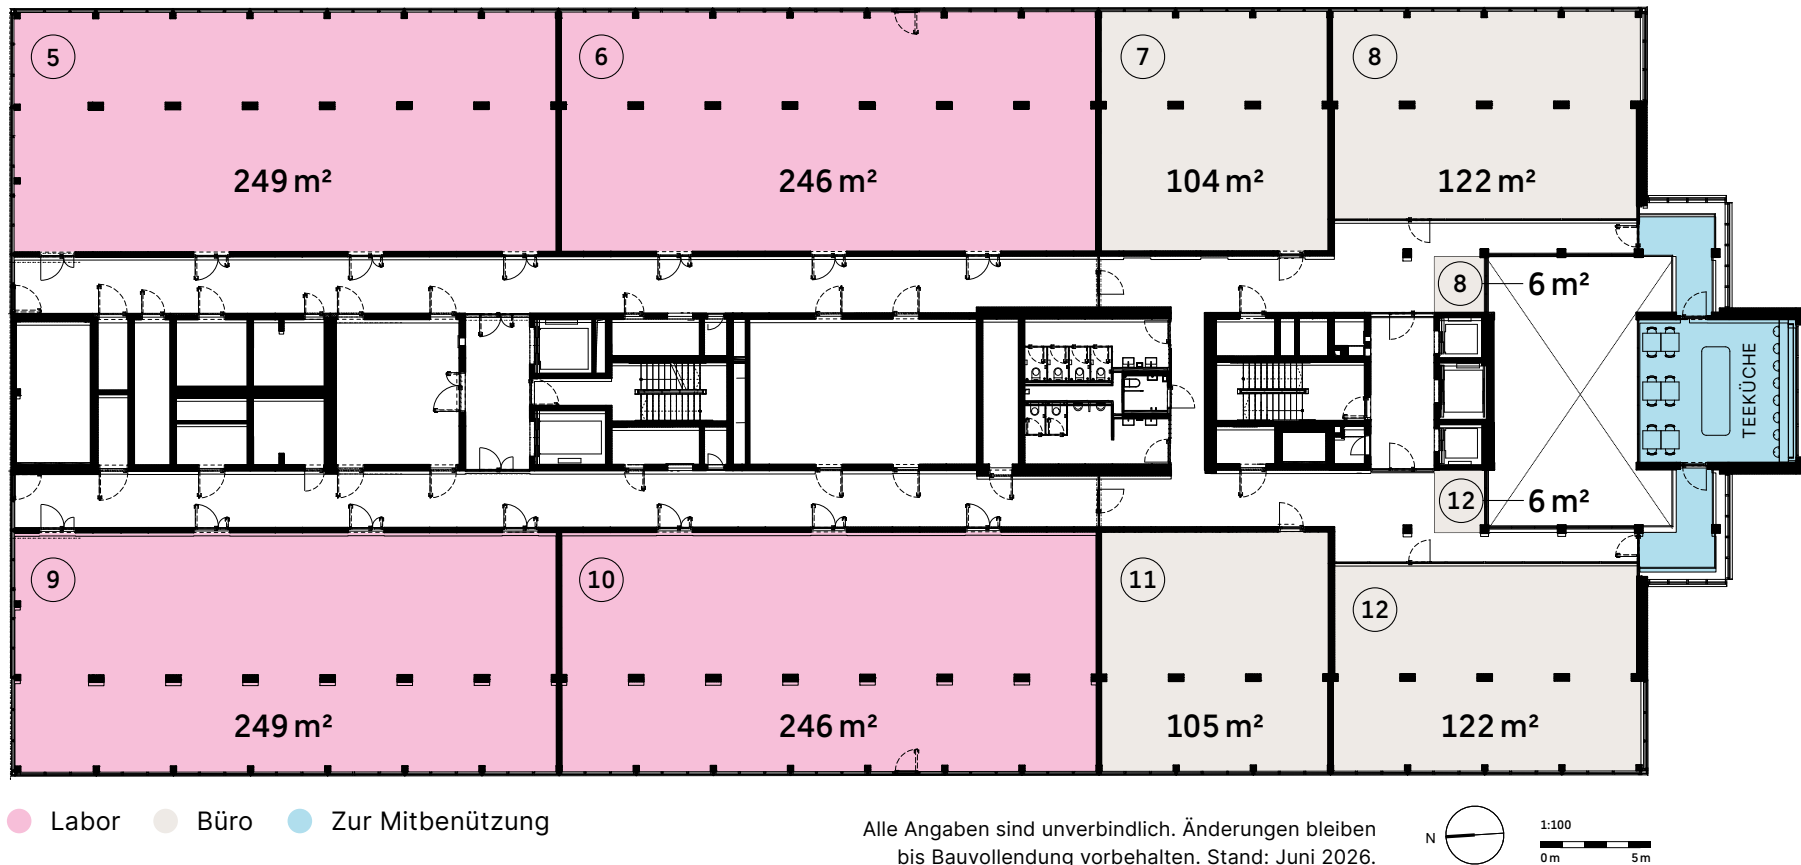 5
6
7
8
249 m²
246 m²
104 m²
122 m²
8
6 m²
TEEKÜCHE
12
6 m²
9
10
11
12
249 m²
246 m²
105 m²
122 m²
Labor
Büro
Zur Mitbenützung
Alle Angaben sind unverbindlich. Änderungen bleiben
bis Bauvollendung vorbehalten. Stand: Juni 2026.
N
1:100
0 m
5 m